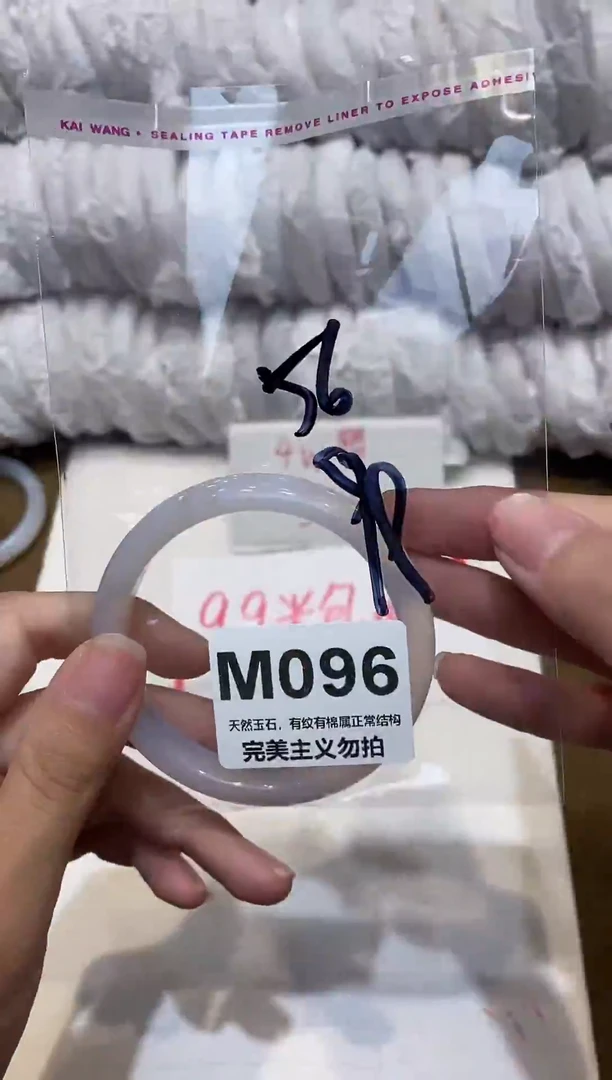 KAI WANG • SEALING TAPE REMOVE LINER TO EXPOSE ADHESI
56
99
M096
天然玉石，有纹有棉属正常结构
完美主义勿拍